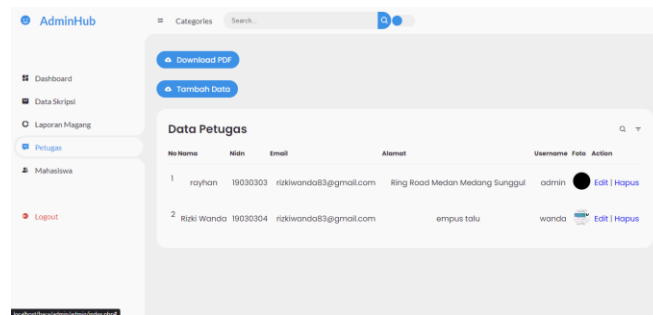 AdminHub
Categories Search...
Download PDF
Tambah Data
Dashboard
Data Skripsi
Laporan Magang
Petugas
Mahasiswa
Logout
Data Petugas
No Nama Nidn Email Alamat Username Foto Action
1 rayhan 19030303 rizkiwanda83@gmail.com Ring Road Medan Medang Sunggul admin Edit | Hapus
2 Rizki Wanda 19030304 rizkiwanda83@gmail.com empus talu wanda Edit | Hapus